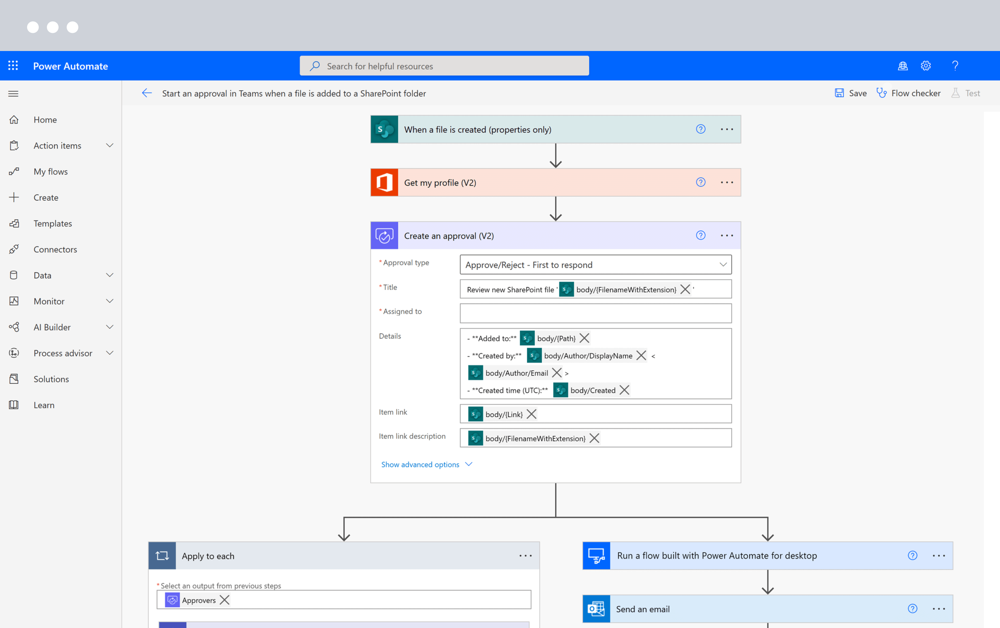 Power Automate
Search for helpful resources
?
Start an approval in Teams when a file is added to a SharePoint folder
Save
Flow checker
Test
Home
Action items
My flows
Create
Templates
Connectors
Data
Monitor
AI Builder
Process advisor
Solutions
Learn
S When a file is created (properties only) ? ...
Get my profile (V2) ? ...
Create an approval (V2) ? ...
* Approval type Approve/Reject - First to respond
* Title Review new SharePoint file ' S body/{FilenameWithExtension} '
* Assigned to
Details
- **Added to:** S body/{Path}
- **Created by:** S body/Author/DisplayName <
S body/Author/Email >
- **Created time (UTC):** S body/Created
Item link S body/{Link}
Item link description S body/{FilenameWithExtension}
Show advanced options
Apply to each ...
* Select an output from previous steps
Approvers
Run a flow built with Power Automate for desktop ? ...
O Send an email ? ...